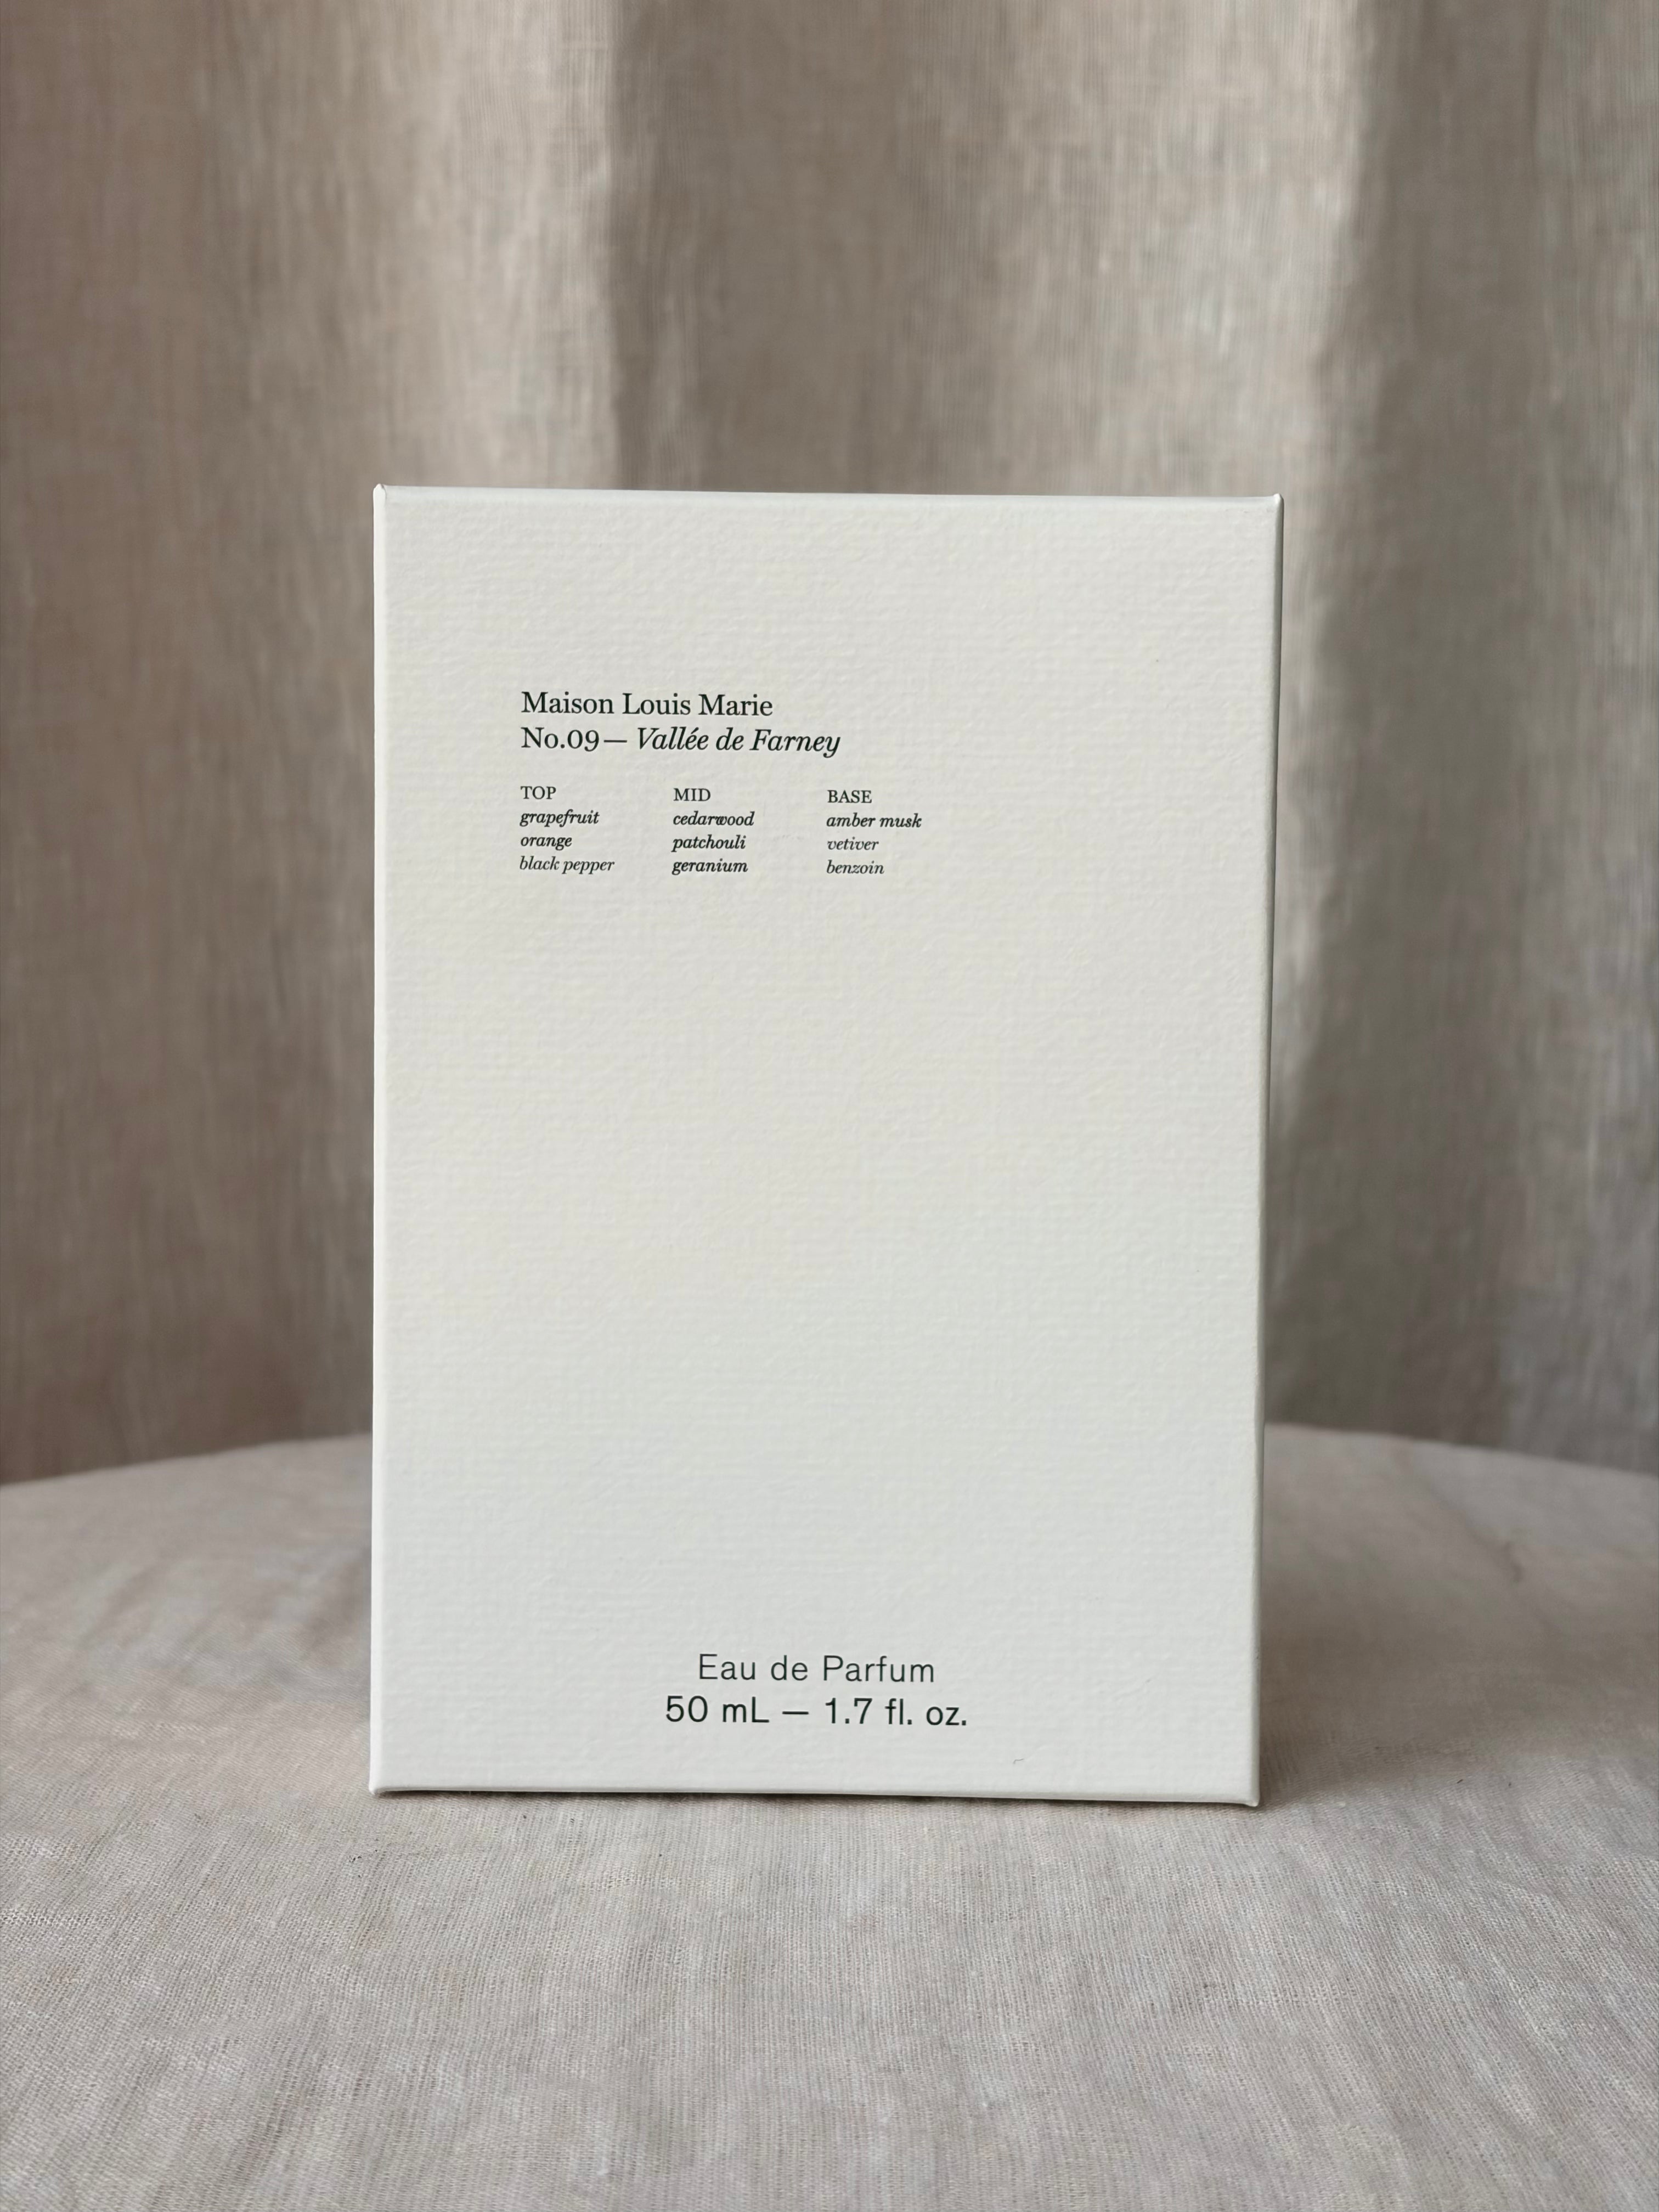 Maison Louis Marie
No.09— Vallée de Farney
TOP MID BASE
grapefruit cedarwood amber musk
orange patchouli vetiver
black pepper geranium benzoin
Eau de Parfum
50 mL — 1.7 fl. oz.